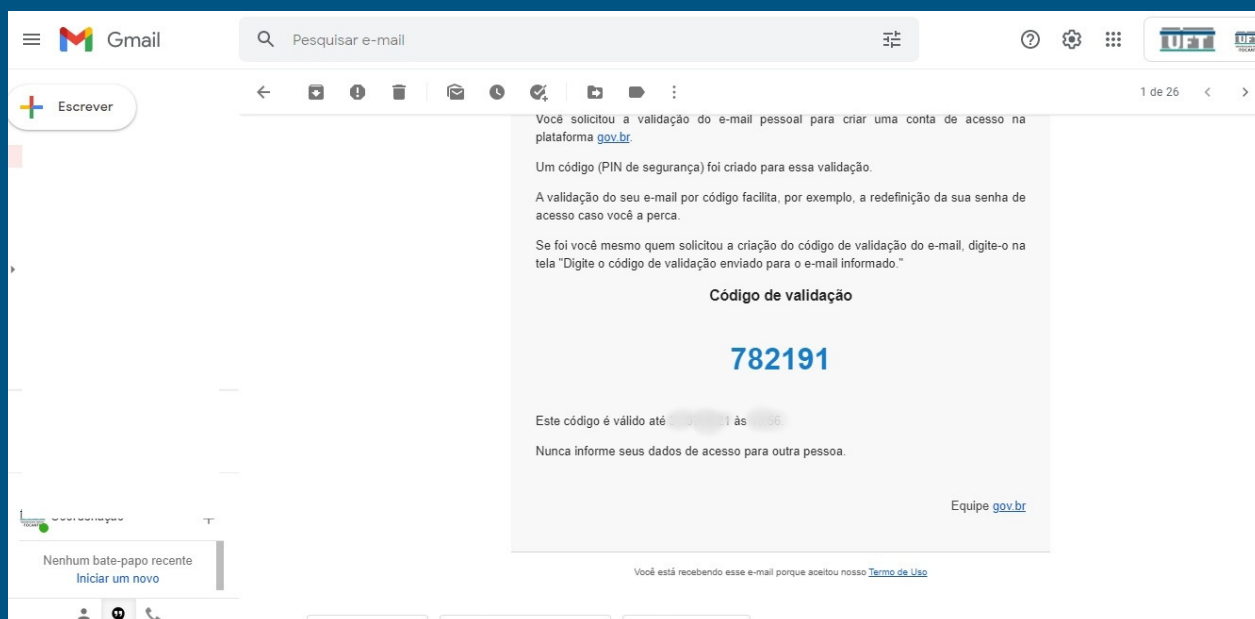 Gmail
Pesquisar e-mail
UFT
Escrever
1 de 26
Você solicitou a validação do e-mail pessoal para criar uma conta de acesso na
plataforma gov.br.
Um código (PIN de segurança) foi criado para essa validação.
A validação do seu e-mail por código facilita, por exemplo, a redefinição da sua senha de
acesso caso você a perca.
Se foi você mesmo quem solicitou a criação do código de validação do e-mail, digite-o na
tela "Digite o código de validação enviado para o e-mail informado."
Código de validação
782191
Este código é válido até às
Nunca informe seus dados de acesso para outra pessoa.
Equipe gov.br
Nenhum bate-papo recente
Iniciar um novo
Você está recebendo esse e-mail porque aceitou nosso Termo de Uso